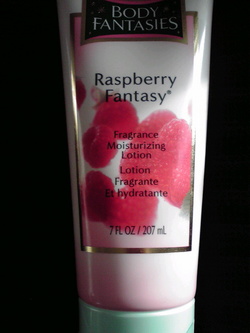 BODY
FANTASIES
Raspberry
Fantasy®
Fragrance
Moisturizing
Lotion
Lotion
Fragrante
Et hydratante
7 FL OZ / 207 mL